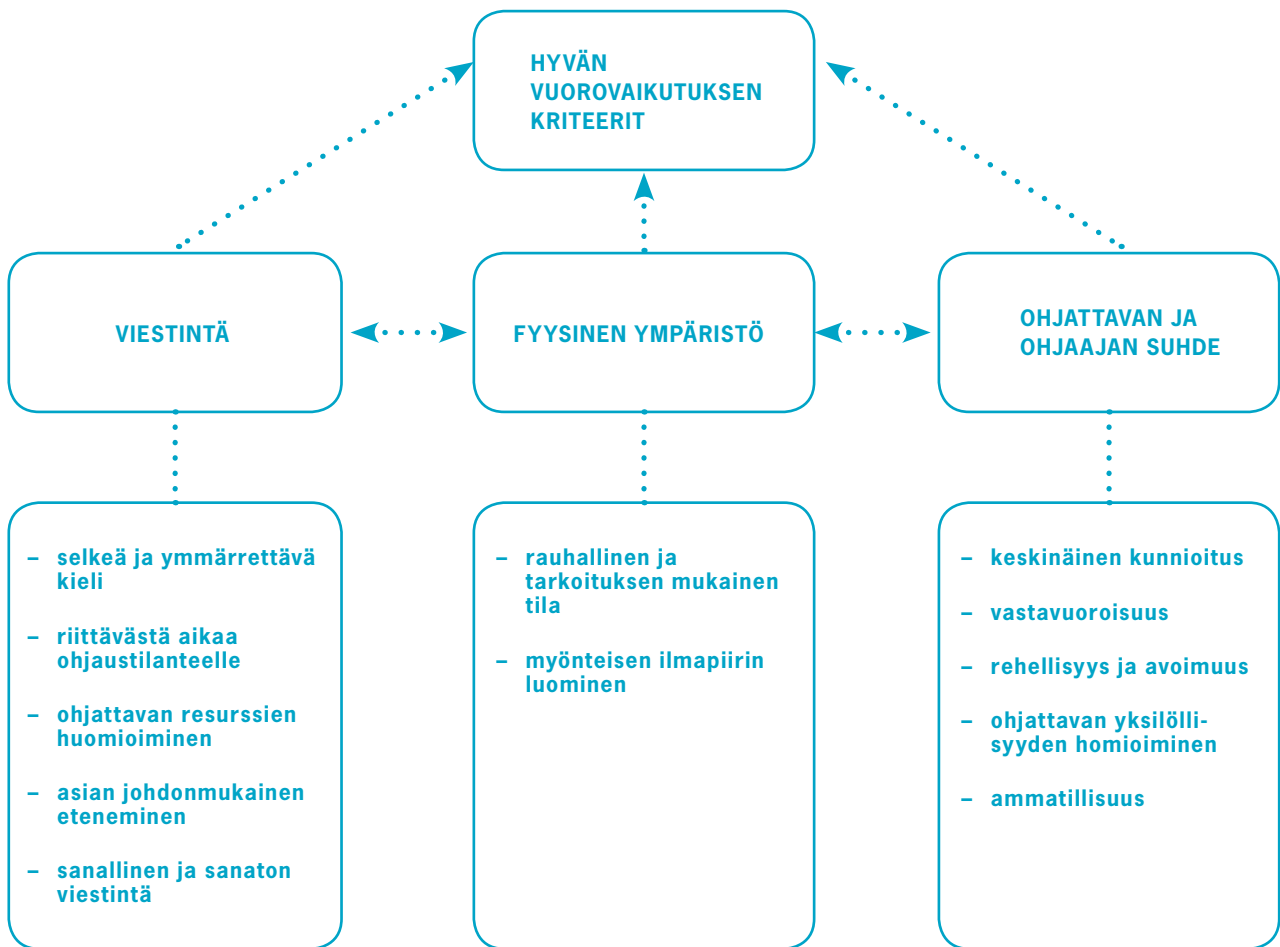 HYVÄN
VUOROVAIKUTUKSEN
KRITEERIT
VIESTINTÄ
FYYSINEN YMPÄRISTÖ
OHJATTAVAN JA
OHJAAJAN SUHDE
– selkeä ja ymmärrettävä
kieli
– riittävästä aikaa
ohjaustilanteelle
– ohjattavan resurssien
huomioiminen
– asian johdonmukainen
eteneminen
– sanallinen ja sanaton
viestintä
– rauhallinen ja
tarkoituksen mukainen
tila
– myönteisen ilmapiirin
luominen
– keskinäinen kunnioitus
– vastavuoroisuus
– rehellisyys ja avoimuus
– ohjattavan yksilölli-
syyden homioiminen
– ammatillisuus